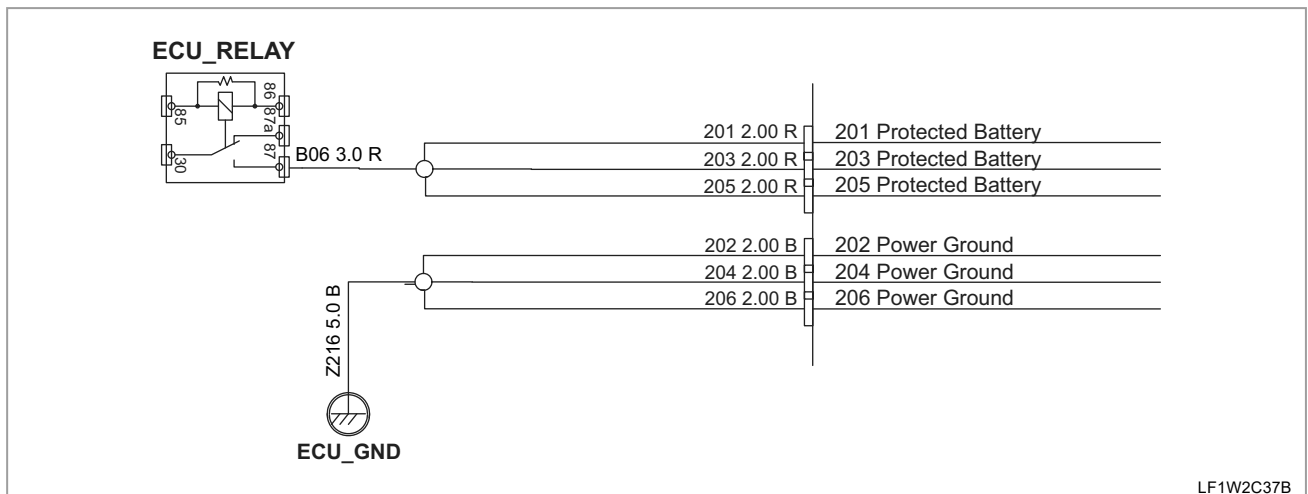 ECU_RELAY
86
87a
85
87
30
B06 3.0 R
201 2.00 R 201 Protected Battery
203 2.00 R 203 Protected Battery
205 2.00 R 205 Protected Battery
202 2.00 B 202 Power Ground
204 2.00 B 204 Power Ground
206 2.00 B 206 Power Ground
Z216 5.0 B
ECU_GND
LF1W2C37B